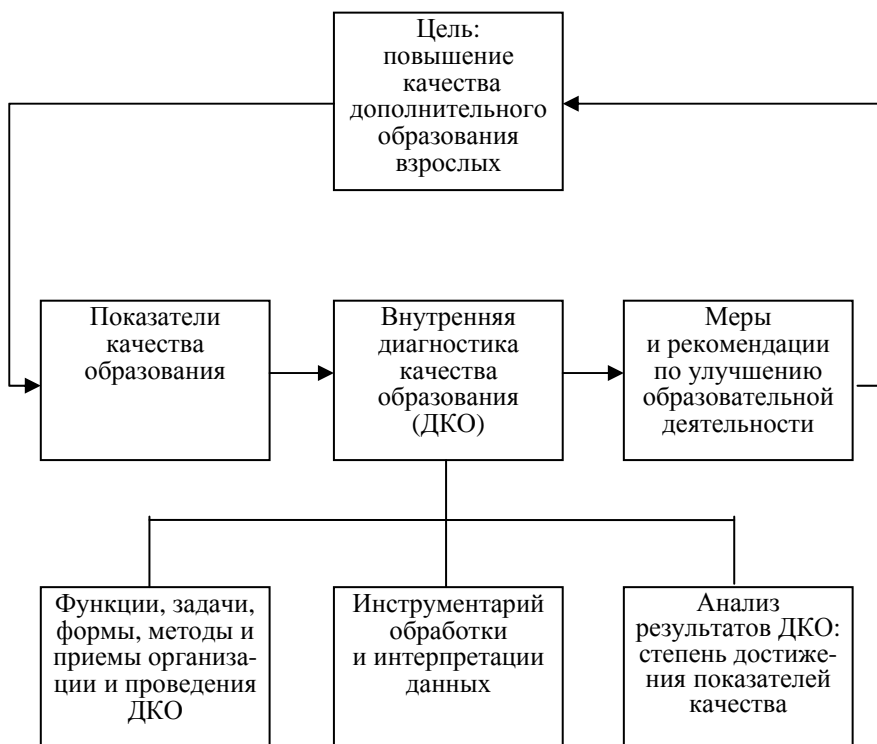 Цель:
повышение
качества
дополнительного
образования
взрослых
Показатели
качества
образования
Внутренняя
диагностика
качества
образования
(ДКО)
Меры
и рекомендации
по улучшению
образовательной
деятельности
Функции, задачи,
формы, методы и
приемы организа-
ции и проведения
ДКО
Инструментарий
обработки
и интерпретации
данных
Анализ
результатов ДКО:
степень достиже-
ния показателей
качества